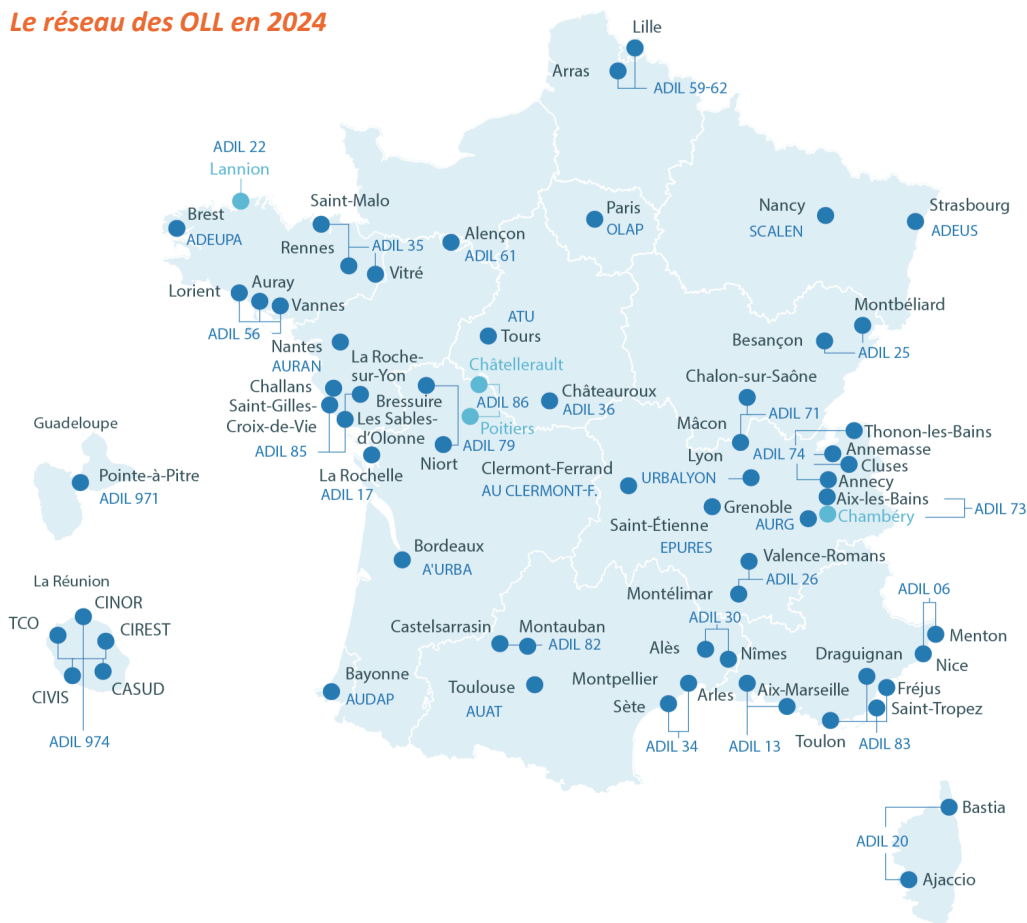 Le réseau des OLL en 2024
Lille
Arras
ADIL 59-62
ADIL 22
Lannion
Brest
ADEUPA
Saint-Malo
Rennes
ADIL 35
Vitré
Alençon
ADIL 61
Paris
OLAP
Nancy
SCALEN
Strasbourg
ADEUS
Lorient
Auray
Vannes
ADIL 56
Nantes
AURAN
ATU
Tours
Montbéliard
Besançon
ADIL 25
La Roche-
sur-Yon
Challans
Saint-Gilles-
Croix-de-Vie
Les Sables-
d'Olonne
ADIL 85
Bressuire
Niort
ADIL 79
Châtellerault
ADIL 86
Poitiers
Châteauroux
ADIL 36
Chalon-sur-Saône
ADIL 71
Mâcon
La Rochelle
ADIL 17
Clermont-Ferrand
AU CLERMONT-F.
Lyon
URBALYON
ADIL 74
Thonon-les-Bains
Annemasse
Cluses
Annecy
Aix-les-Bains
Chambéry
ADIL 73
Grenoble
AURG
Saint-Étienne
EPURES
Guadeloupe
Pointe-à-Pitre
ADIL 971
Bordeaux
A'URBA
Valence-Romans
ADIL 26
Montélimar
La Réunion
CINOR
TCO
CIREST
CIVIS
CASUD
ADIL 974
Castelsarrasin
Montauban
ADIL 82
Bayonne
AUDAP
Toulouse
AUAT
ADIL 30
Alès
Nîmes
Montpellier
Sète
ADIL 34
Arles
Aix-Marseille
ADIL 13
ADIL 06
Menton
Nice
Draguignan
Fréjus
Saint-Tropez
Toulon
ADIL 83
Bastia
ADIL 20
Ajaccio